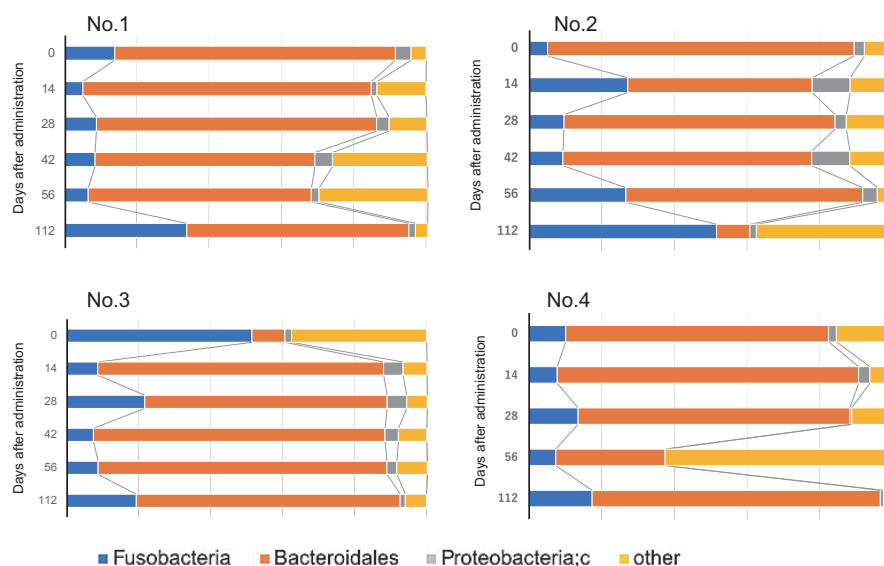 No.1
Days after administration
0
14
28
42
56
112
No.2
Days after administration
0
14
28
42
56
112
No.3
Days after administration
0
14
28
42
56
112
No.4
Days after administration
0
14
28
56
112
Fusobacteria Bacteroidales Proteobacteria;c other